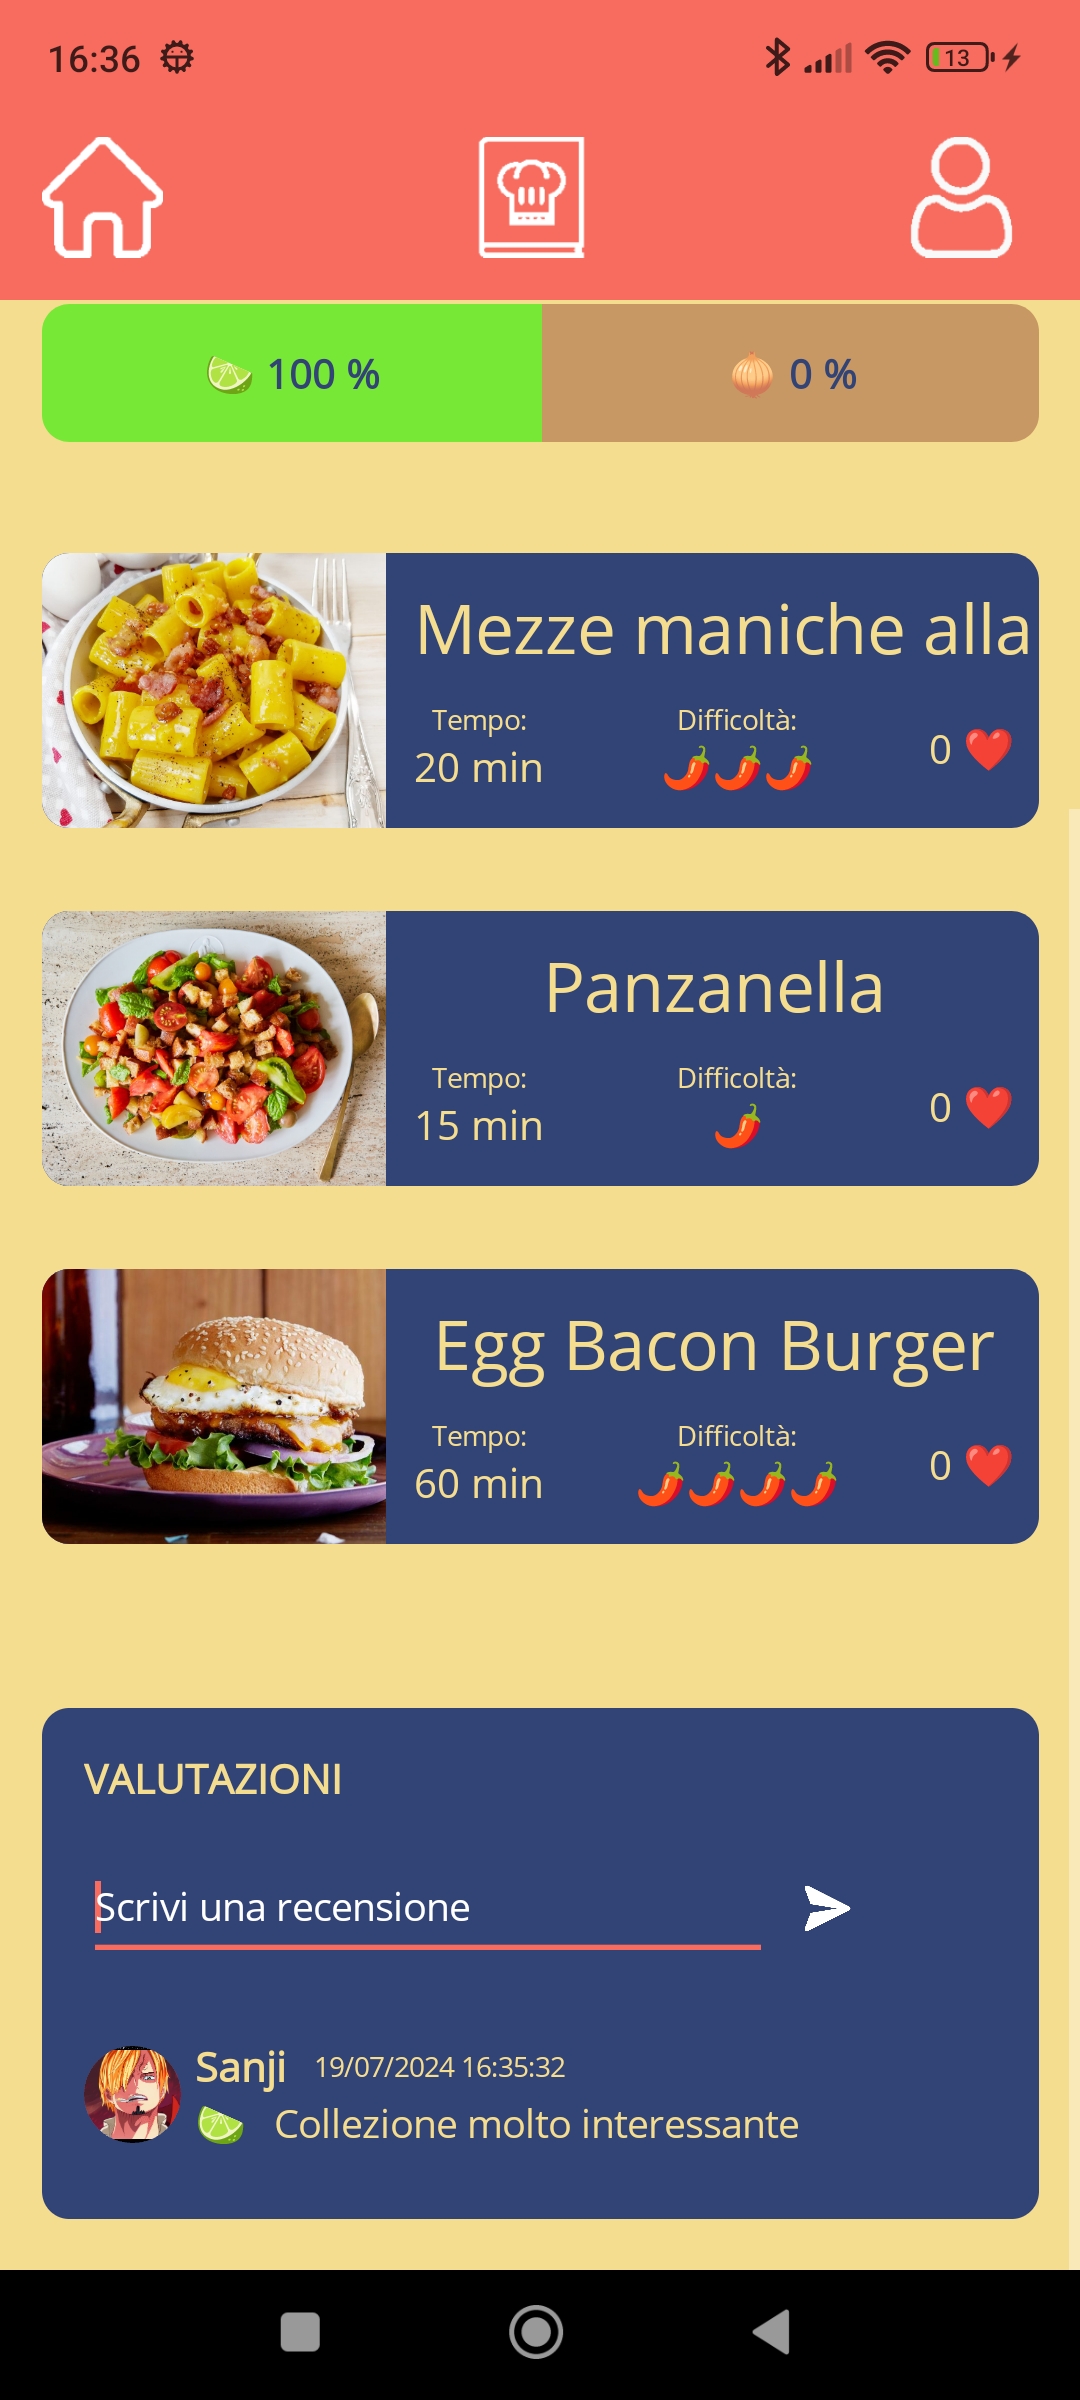 16:36
13
100 %
0 %
Mezze maniche alla
Tempo:
Difficoltà:
20 min
0
Panzanella
Tempo:
Difficoltà:
15 min
0
Egg Bacon Burger
Tempo:
Difficoltà:
60 min
0
VALUTAZIONI
Scrivi una recensione
Sanji 19/07/2024 16:35:32
Collezione molto interessante